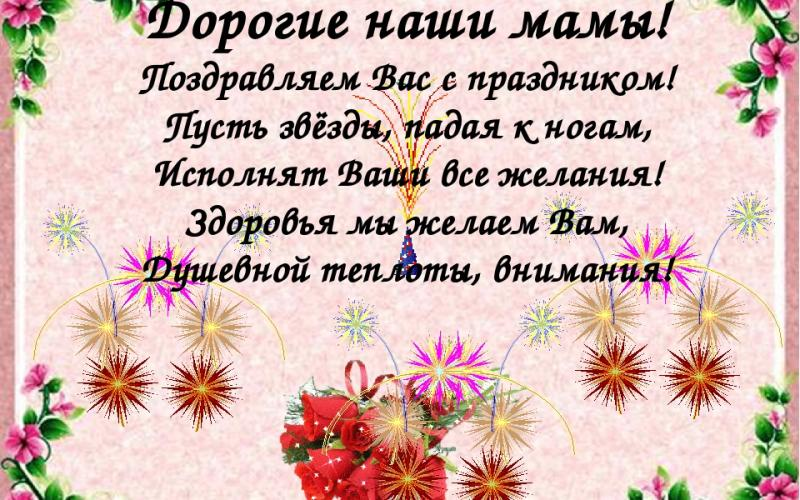 Дорогие наши мамы!
Поздравляем Вас с праздником!
Пусть звёзды, падая к ногам,
Исполнят Ваши все желания!
Здоровья мы желаем Вам,
Душевной теплоты, внимания!